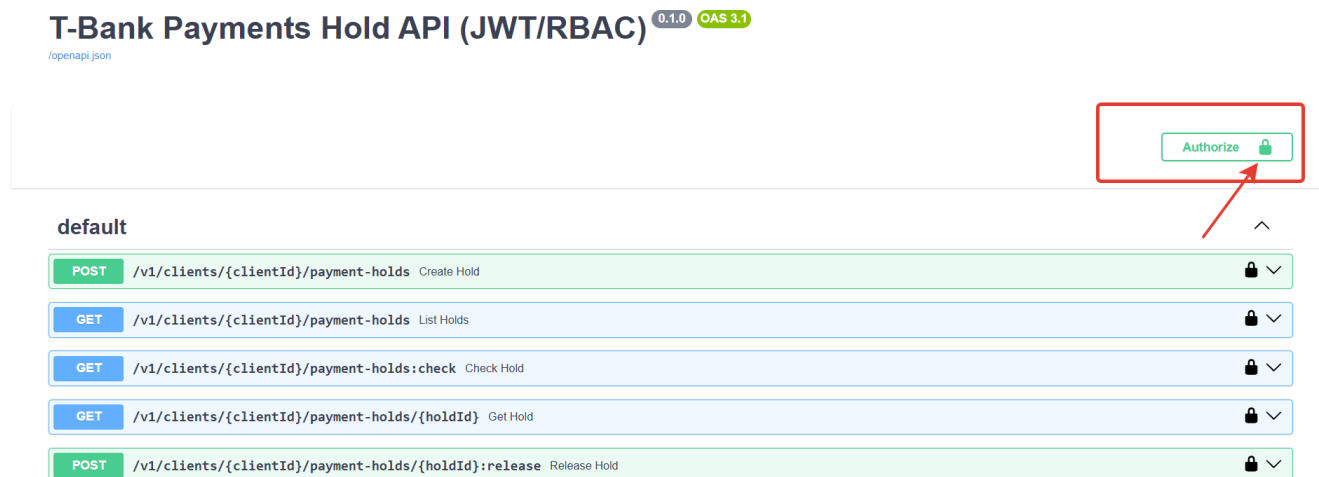 T-Bank Payments Hold API (JWT/RBAC) 0.1.0 OAS 3.1
/openapi.json
Authorize
default
POST /v1/clients/{clientId}/payment-holds Create Hold
GET /v1/clients/{clientId}/payment-holds List Holds
GET /v1/clients/{clientId}/payment-holds:check Check Hold
GET /v1/clients/{clientId}/payment-holds/{holdId} Get Hold
POST /v1/clients/{clientId}/payment-holds/{holdId}:release Release Hold